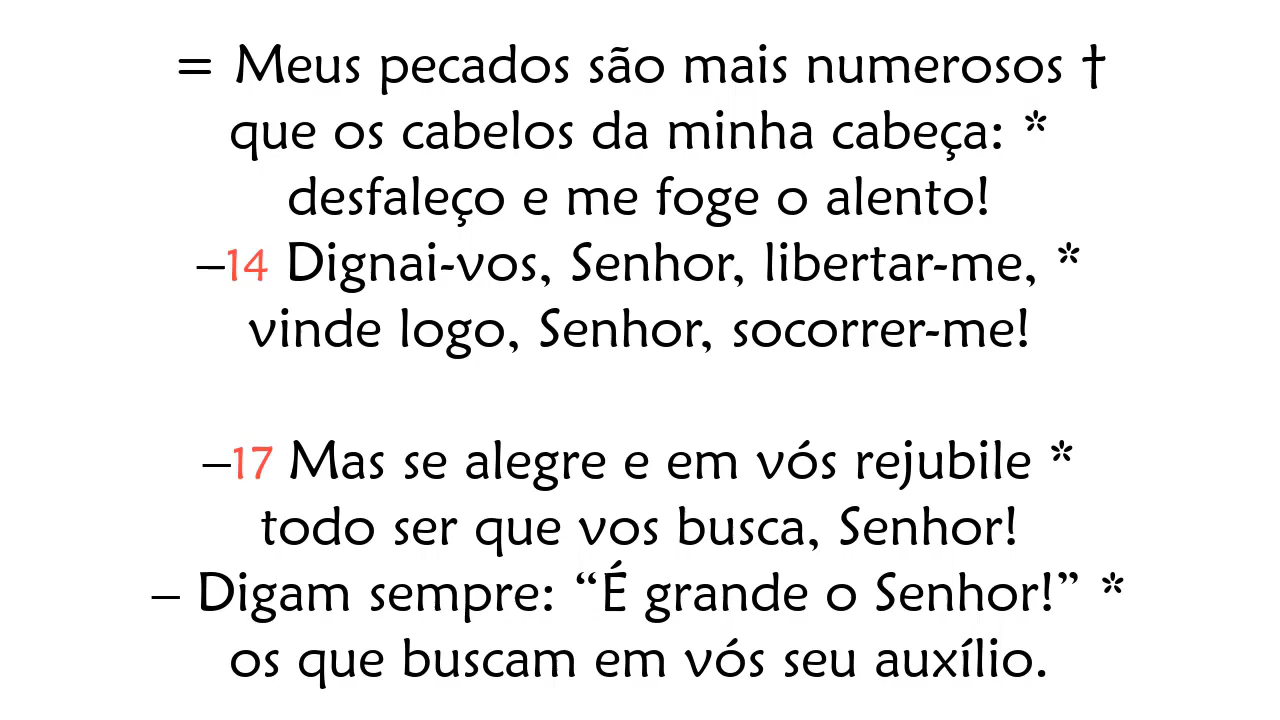 = Meus pecados são mais numerosos †
que os cabelos da minha cabeça: *
desfaleço e me foge o alento!
–14 Dignai-vos, Senhor, libertar-me, *
vinde logo, Senhor, socorrer-me!
–17 Mas se alegre e em vós rejubile *
todo ser que vos busca, Senhor!
– Digam sempre: “É grande o Senhor!” *
os que buscam em vós seu auxílio.